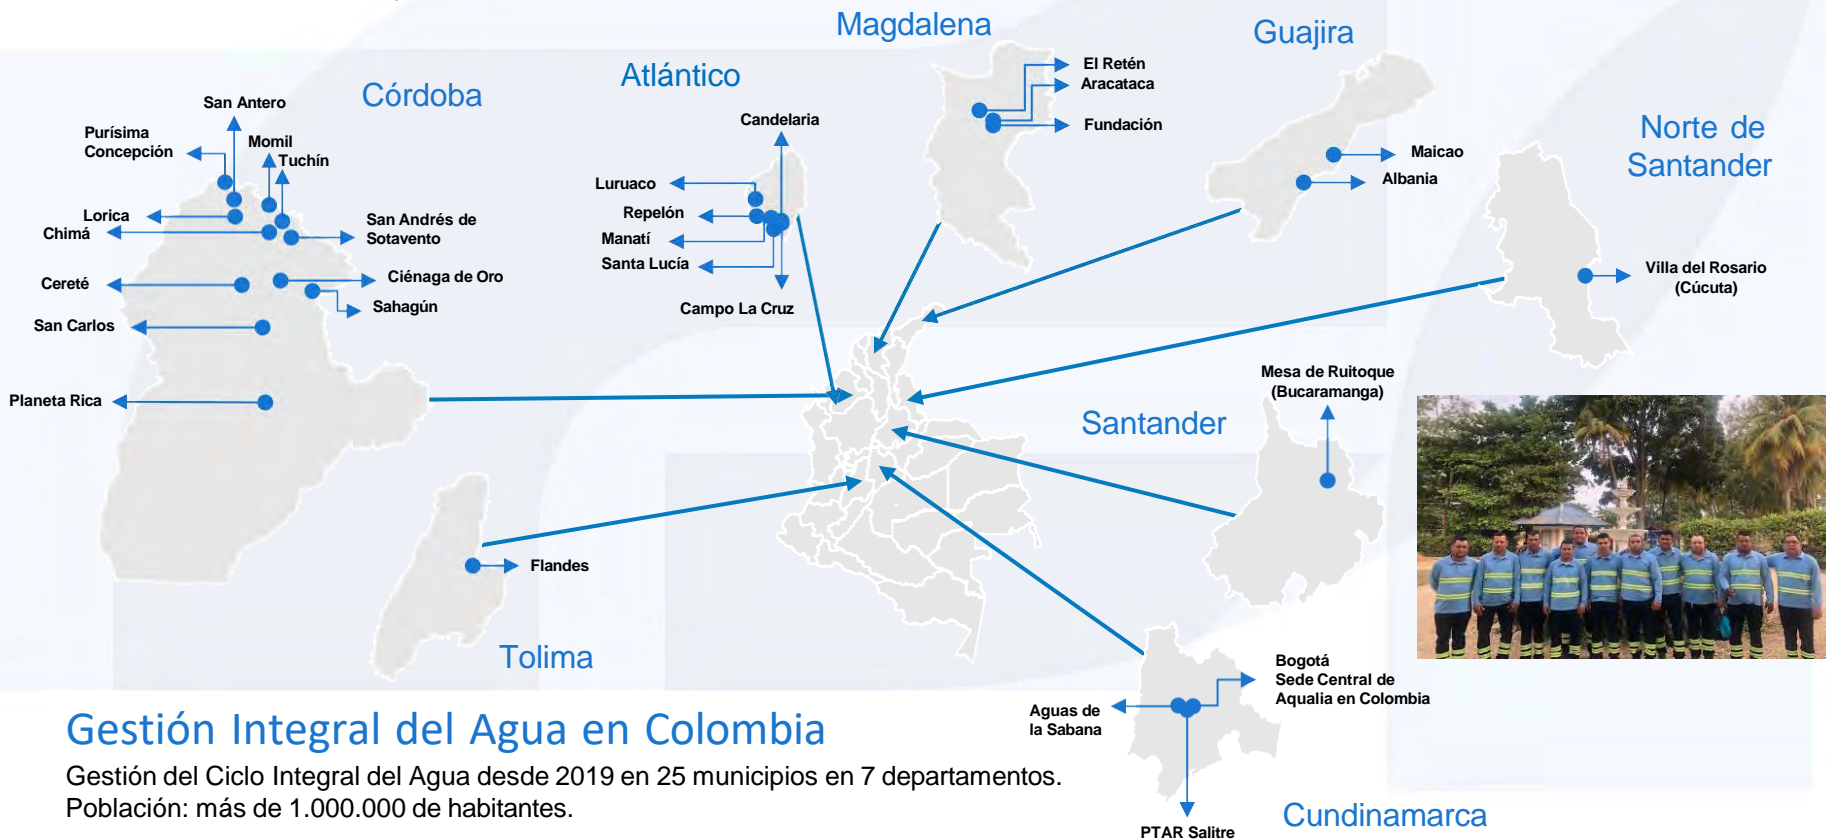 Magdalena
Guajira
Atlántico
Córdoba
Norte de
Santander
El Retén
Aracataca
Fundación
San Antero
Purísima
Concepción
Momil
Tuchín
Lorica
Chimá
San Andrés de
Sotavento
Cereté
Ciénaga de Oro
Sahagún
San Carlos
Planeta Rica
Candelaria
Luruaco
Repelón
Manatí
Santa Lucía
Campo La Cruz
Maicao
Albania
Villa del Rosario
(Cúcuta)
Mesa de Ruitoque
(Bucaramanga)
Santander
Flandes
Tolima
Bogotá
Sede Central de
Aqualia en Colombia
Aguas de
la Sabana
PTAR Salitre
Cundinamarca
Gestión Integral del Agua en Colombia
Gestión del Ciclo Integral del Agua desde 2019 en 25 municipios en 7 departamentos.
Población: más de 1.000.000 de habitantes.